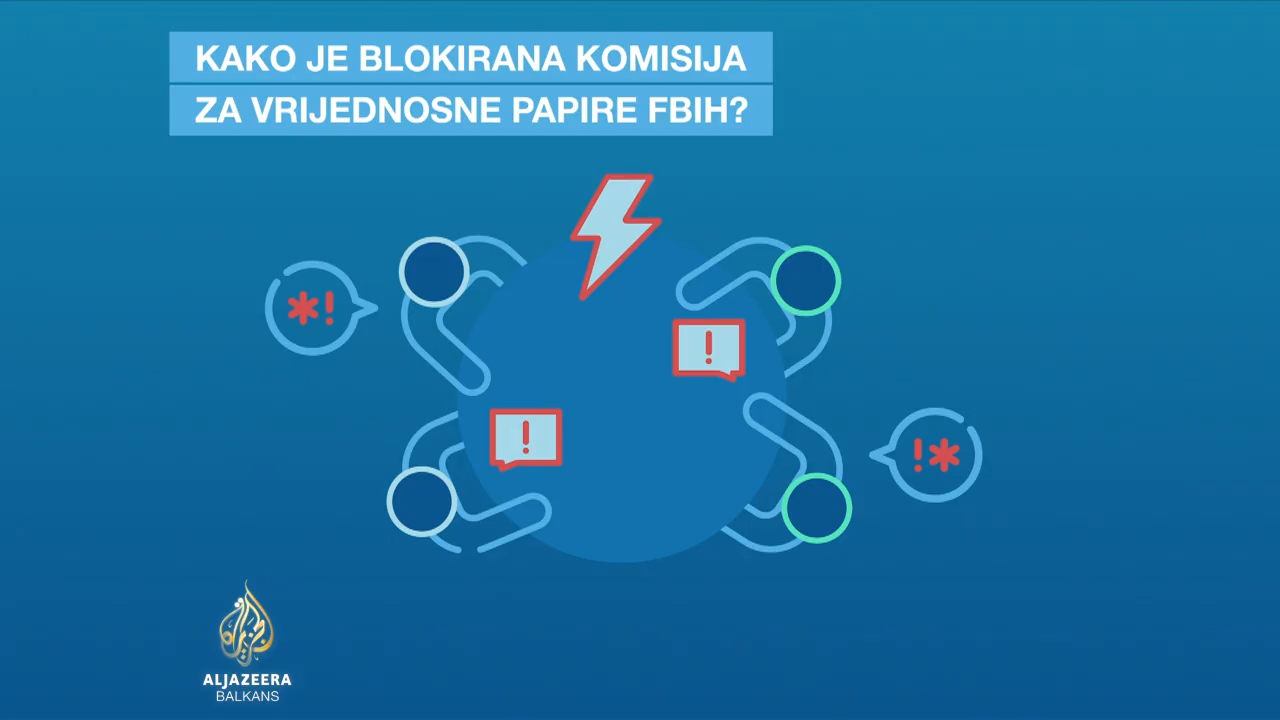 KAKO JE BLOKIRANA KOMISIJA
ZA VRIJEDNOSNE PAPIRE FBIH?
*!
!
!
!*
ALJAZEERA
BALKANS